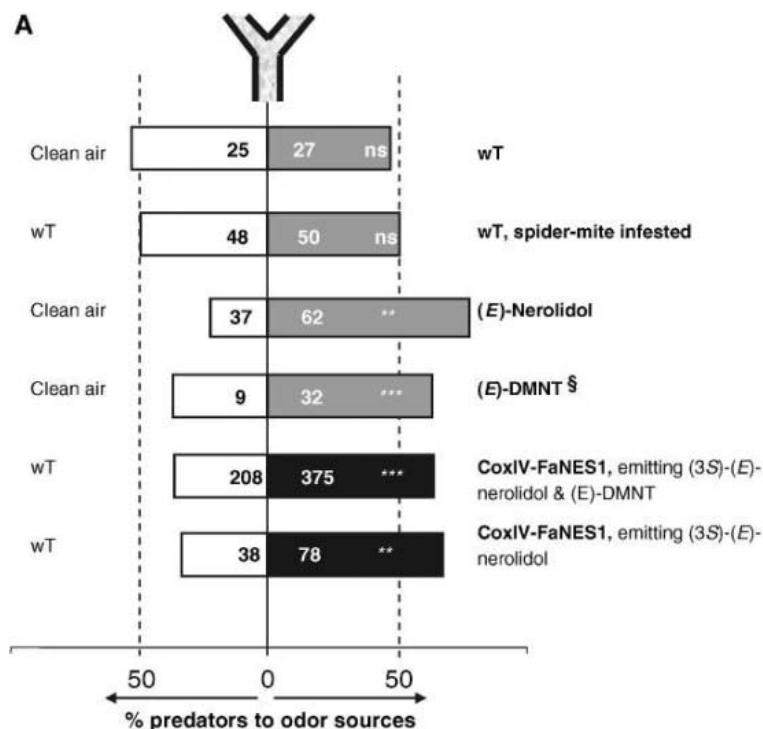 A
Clean air 25 27 ns wT
wT 48 50 ns wT, spider-mite infested
Clean air 37 62 ** (E)-Nerolidol
Clean air 9 32 *** (E)-DMNT §
wT 208 375 *** CoxIV-FaNES1, emitting (3S)-(E)-
nerolidol & (E)-DMNT
wT 38 78 ** CoxIV-FaNES1, emitting (3S)-(E)-
nerolidol
50 0 50
% predators to odor sources